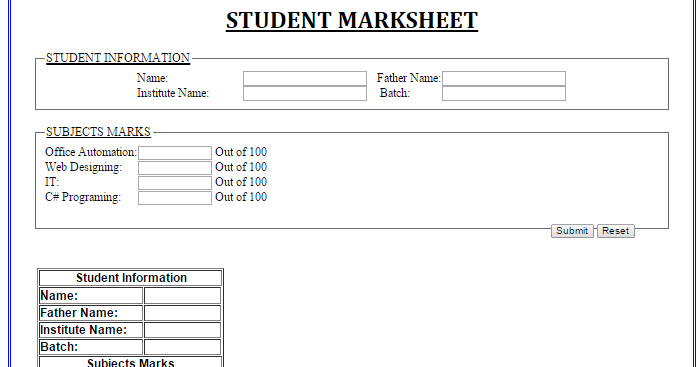 STUDENT MARKSHEET
STUDENT INFORMATION
Name: Father Name:
Institute Name: Batch:
SUBJECTS MARKS
Office Automation: Out of 100
Web Designing: Out of 100
IT: Out of 100
C# Programing: Out of 100
Submit Reset
Student Information
Name:
Father Name:
Institute Name:
Batch:
Subjects Marks